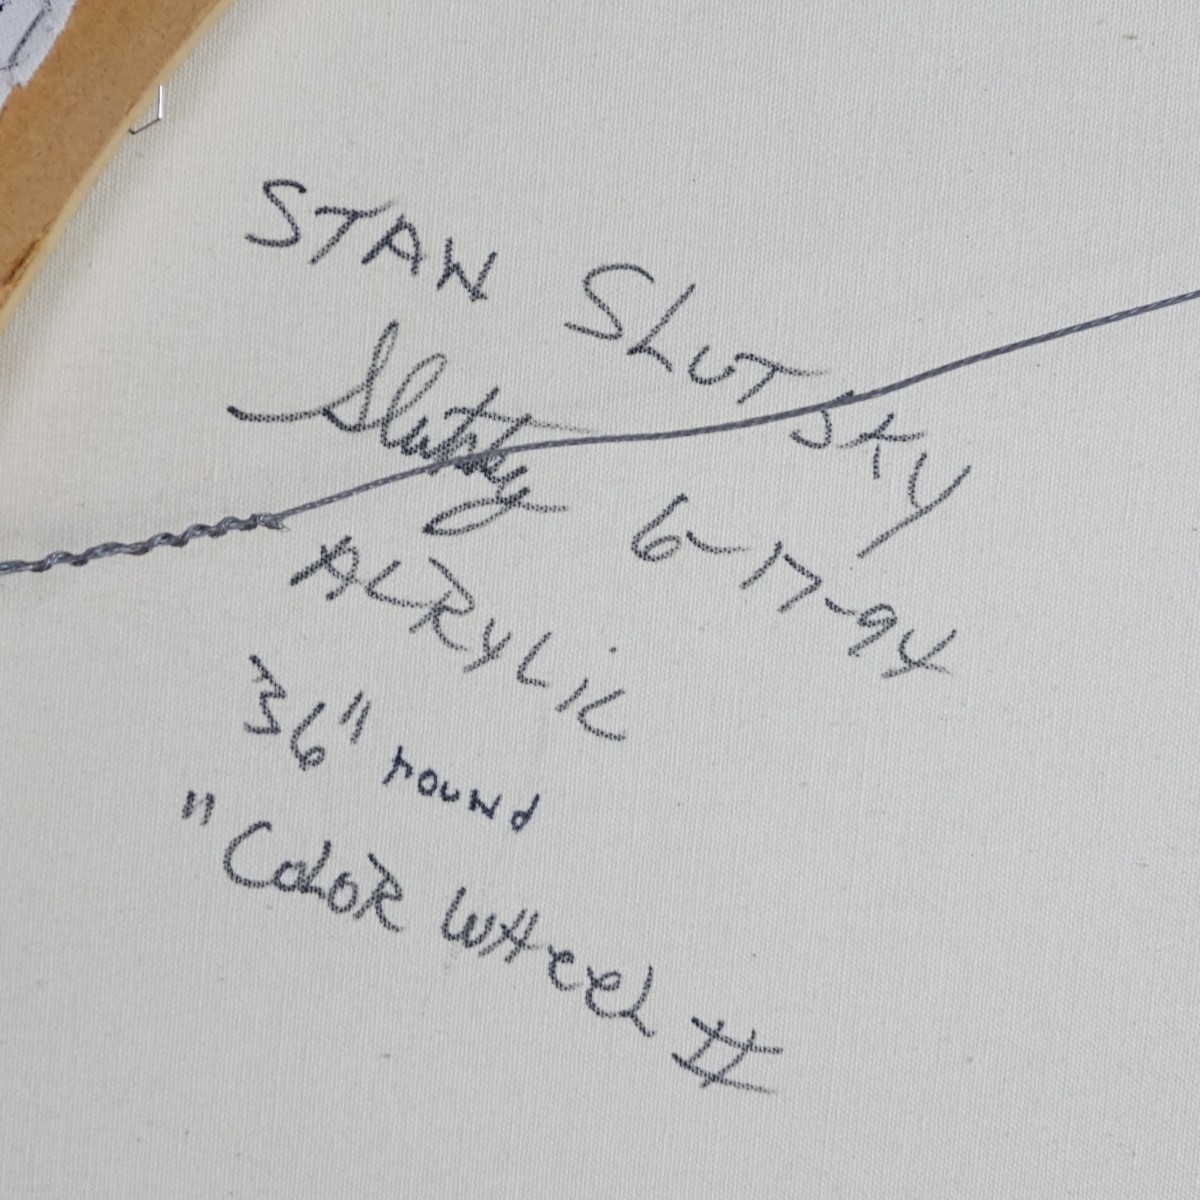 STAN SLUTSKY
Slutsky 6-17-94
ACRYLIC
36" round
"COLOR WHeeL II